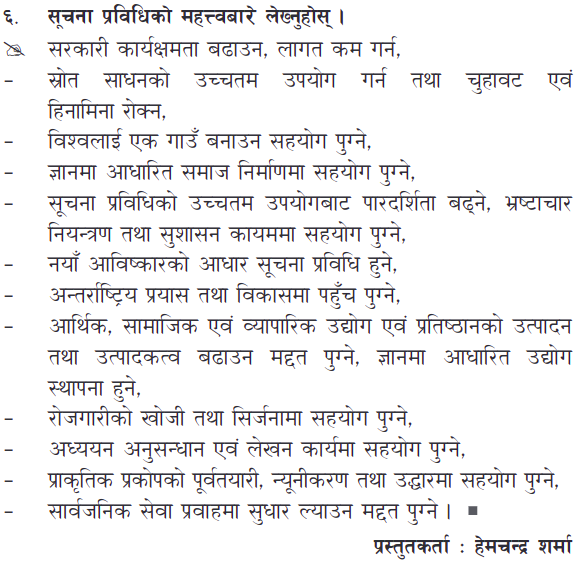 ६. सूचना प्रविधिको महत्त्वबारे लेख्नुहोस् ।
सरकारी कार्यक्षमता बढाउन, लागत कम गर्न,
– स्रोत साधनको उच्चतम उपयोग गर्न तथा चुहावट एवं
हिनामिना रोक्न,
– विश्वलाई एक गाउँ बनाउन सहयोग पुग्ने,
– ज्ञानमा आधारित समाज निर्माणमा सहयोग पुग्ने,
– सूचना प्रविधिको उच्चतम उपयोगबाट पारदर्शिता बढ्ने, भ्रष्टाचार
नियन्त्रण तथा सुशासन कायममा सहयोग पुग्ने,
– नयाँ आविष्कारको आधार सूचना प्रविधि हुने,
– अन्तर्राष्ट्रिय प्रयास तथा विकासमा पहुँच पुग्ने,
– आर्थिक, सामाजिक एवं व्यापारिक उद्योग एवं प्रतिष्ठानको उत्पादन
तथा उत्पादकत्व बढाउन मद्दत पुग्ने, ज्ञानमा आधारित उद्योग
स्थापना हुने,
– रोजगारीको खोजी तथा सिर्जनामा सहयोग पुग्ने,
– अध्ययन अनुसन्धान एवं लेखन कार्यमा सहयोग पुग्ने,
– प्राकृतिक प्रकोपको पूर्वतयारी, न्यूनीकरण तथा उद्धारमा सहयोग पुग्ने,
– सार्वजनिक सेवा प्रवाहमा सुधार ल्याउन मद्दत पुग्ने । ■
प्रस्तुतकर्ता : हेमचन्द्र शर्मा